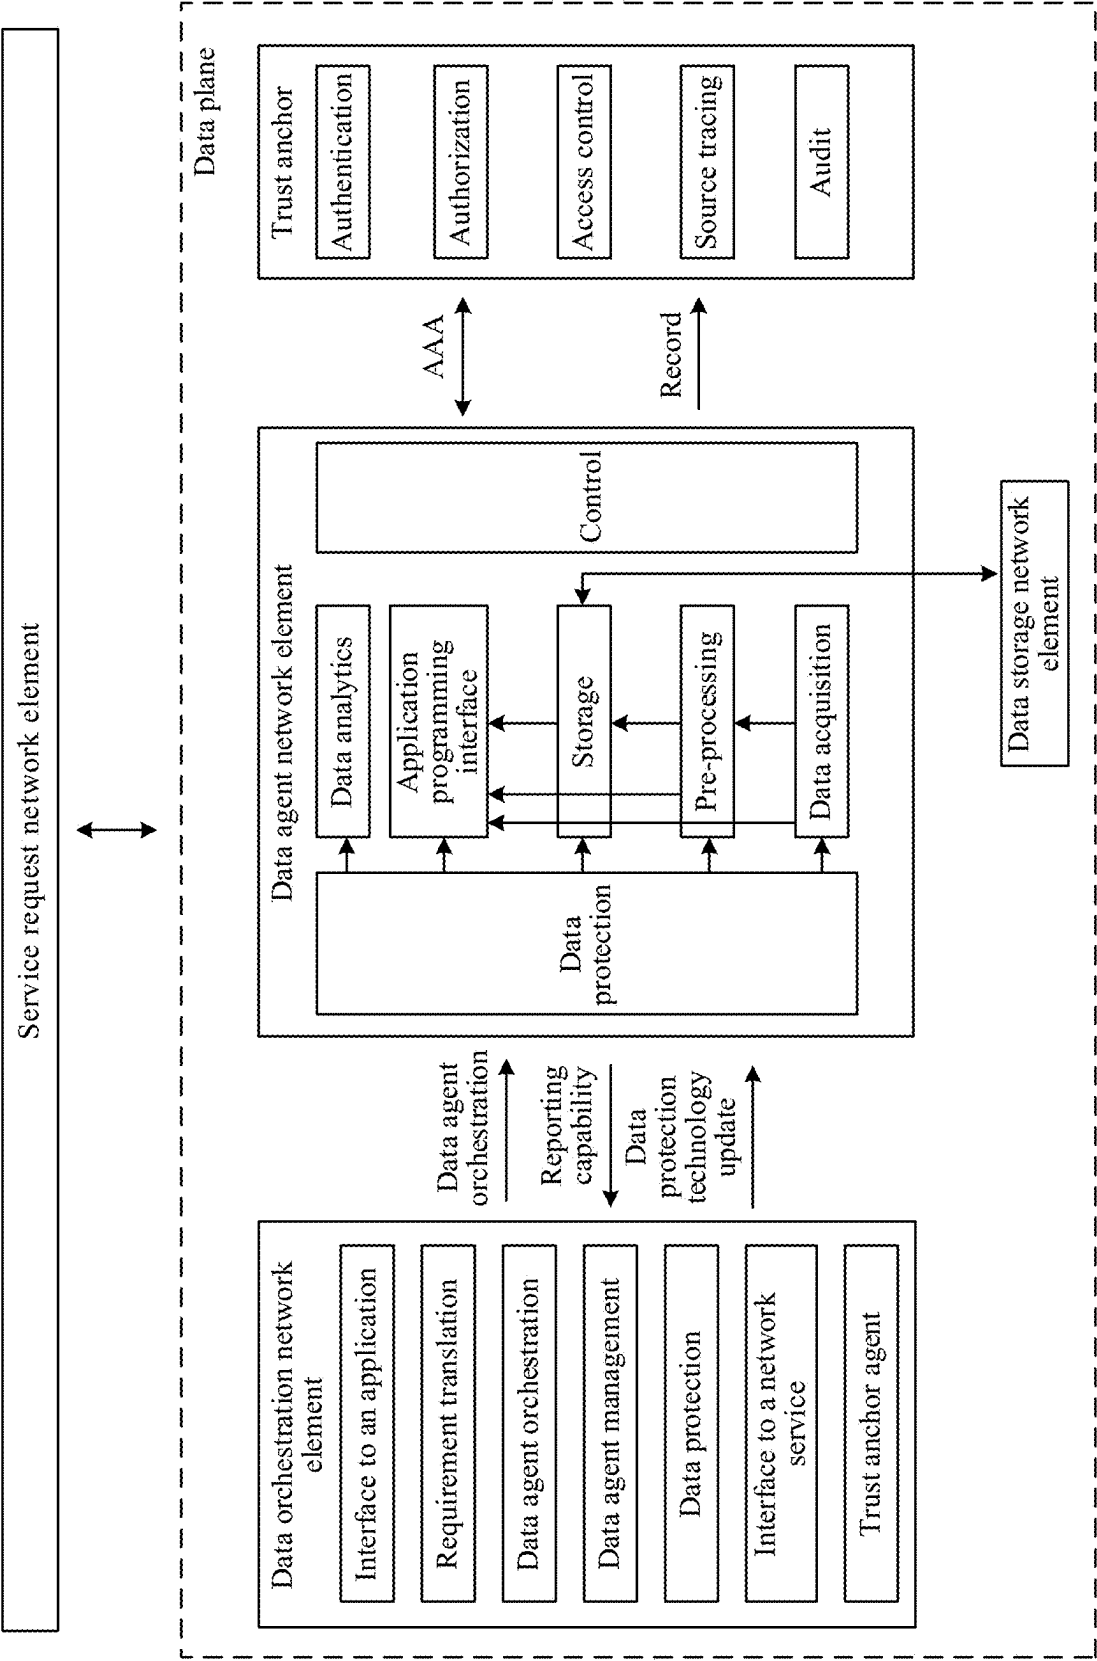 Service request network element
Data plane
Data orchestration network
element
Interface to an application
Requirement translation
Data agent orchestration
Data agent management
Data protection
Interface to a network
service
Trust anchor agent
Data agent
orchestration
Reporting
capability
Data
protection
technology
update
Data agent network element
Data
protection
Data analytics
Application
programming
interface
Storage
Pre-processing
Data acquisition
Control
AAA
Record
Trust anchor
Authentication
Authorization
Access control
Source tracing
Audit
Data storage network
element